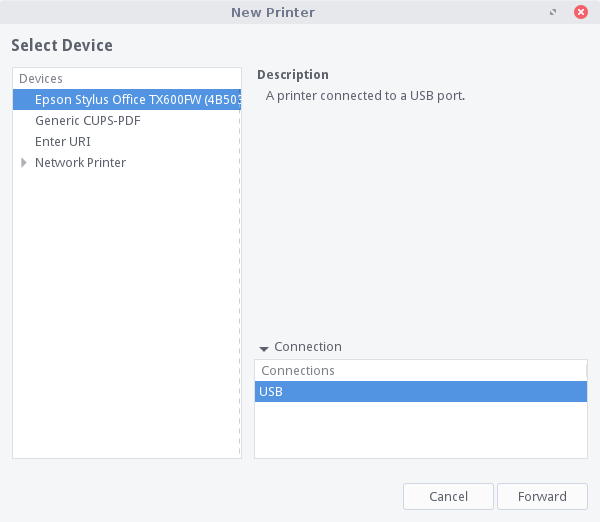 New Printer
Select Device
Devices
Epson Stylus Office TX600FW (4B503
Generic CUPS-PDF
Enter URI
Network Printer
Description
A printer connected to a USB port.
Connection
Connections
USB
Cancel
Forward